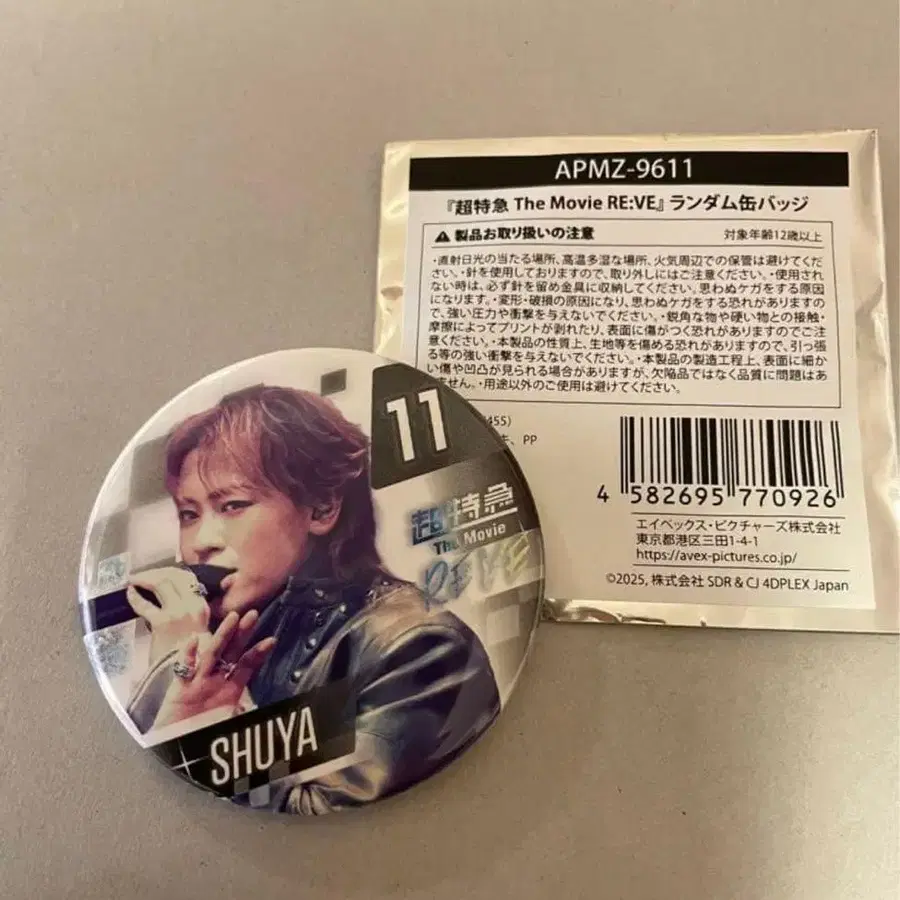 APMZ-9611
『超特急 The Movie RE:VE』 ランダム缶バッジ
製品お取り扱いの注意 対象年齢12歳以上
・直射日光の当たる場所、高温多湿な場所、火気周辺での保管は避けてくだ
さい。・針を使用しておりますので、取り外しにはご注意ください。・使用され
ない時は、必ず針を留め金具に収納してください。思わぬケガをする原因
になります。・変形・破損の原因になり、思わぬケガをする恐れがありますの
で、強い圧力や衝撃を与えないでください。・鋭角な物や硬い物との接触・
摩擦によってプリントが剥れたり、表面に傷がつく恐れがありますのでご注
意ください。・本製品の性質上、生地等を傷める恐れがありますので、引っ張
る等の強い衝撃を与えないでください。・本製品の製造工程上、表面に細か
い傷や凹凸が見られる場合がありますが、欠陥品ではなく品質に問題はあ
ません。・用途以外のご使用は避けてください。
455)
キ、PP
4 582695 770926
エイベックス・ピクチャーズ株式会社
東京都港区三田1-4-1
https://avex-pictures.co.jp/
©2025, 株式会社 SDR & CJ 4DPLEX Japan
11
超特急
The Movie
RE:VE
SHUYA